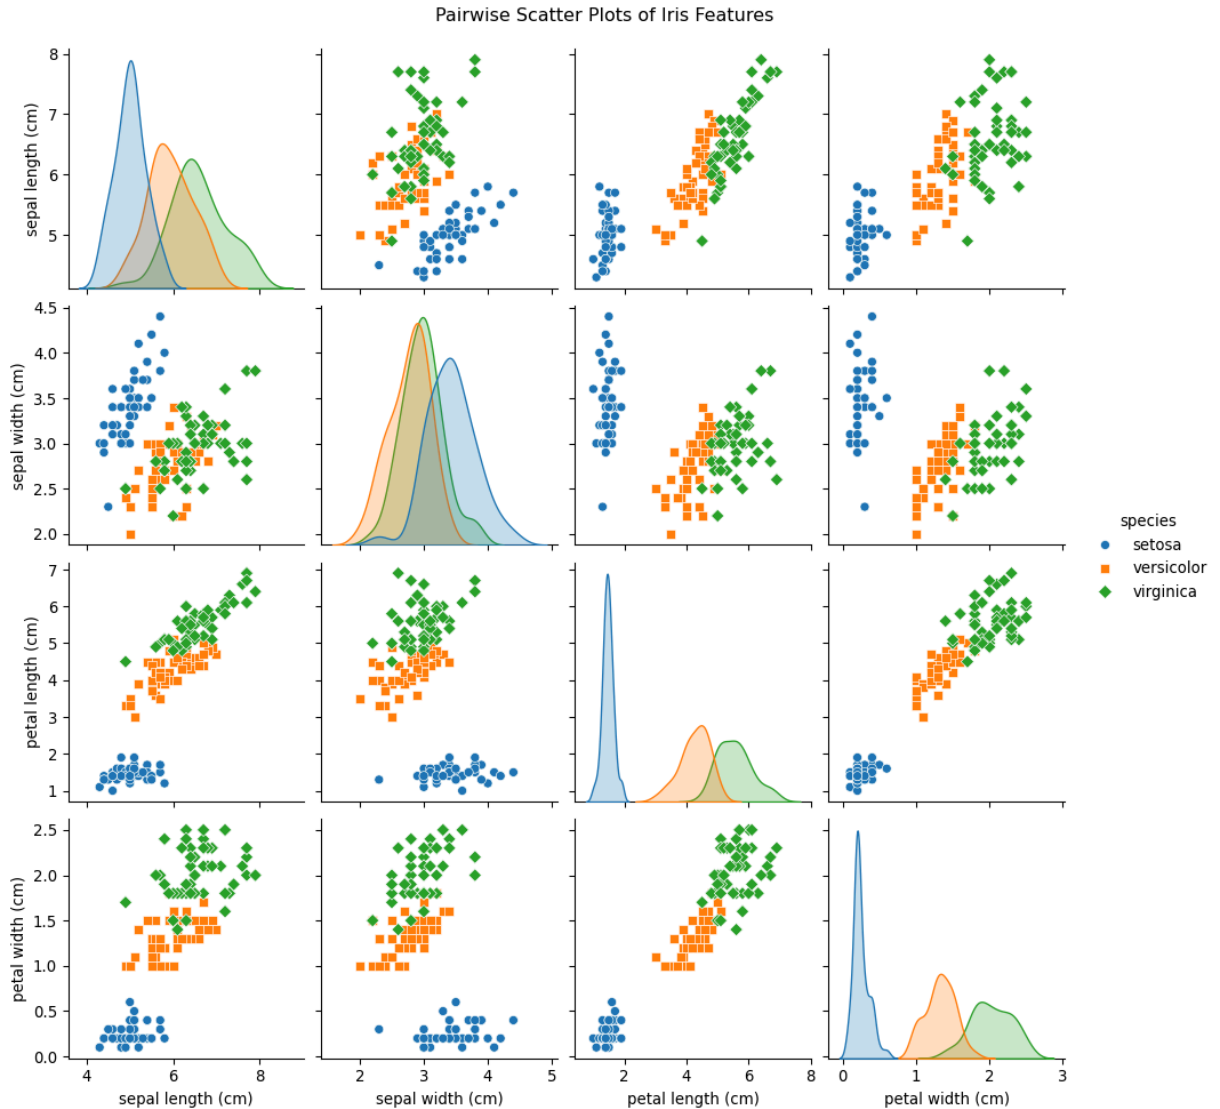 Pairwise Scatter Plots of Iris Features
8
7
6
5
sepal length (cm)
4.5
4.0
3.5
3.0
2.5
2.0
sepal width (cm)
species
setosa
versicolor
virginica
7
6
5
4
3
2
1
petal length (cm)
2.5
2.0
1.5
1.0
0.5
0.0
petal width (cm)
4 6 8 2 3 4 5 2 4 6 8 0 1 2 3
sepal length (cm) sepal width (cm) petal length (cm) petal width (cm)